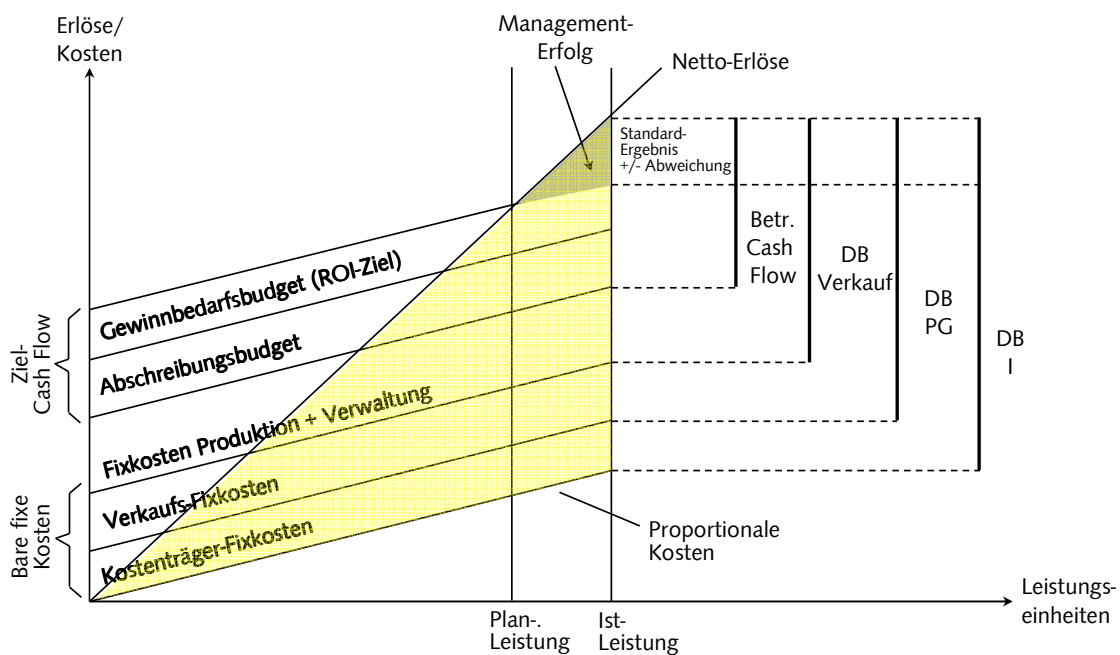 Erlöse/
Kosten
Management-
Erfolg
Netto-Erlöse
Standard-
Ergebnis
+/- Abweichung
Betr.
Cash
Flow
DB
Verkauf
DB
PG
DB
I
Ziel-
Cash Flow
Gewinnbedarfsbudget (ROI-Ziel)
Abschreibungsbudget
Fixkosten Produktion + Verwaltung
Bare fixe
Kosten
Verkaufs-Fixkosten
Kostenträger-Fixkosten
Proportionale
Kosten
Plan-.
Leistung
Ist-
Leistung
Leistungs-
einheiten